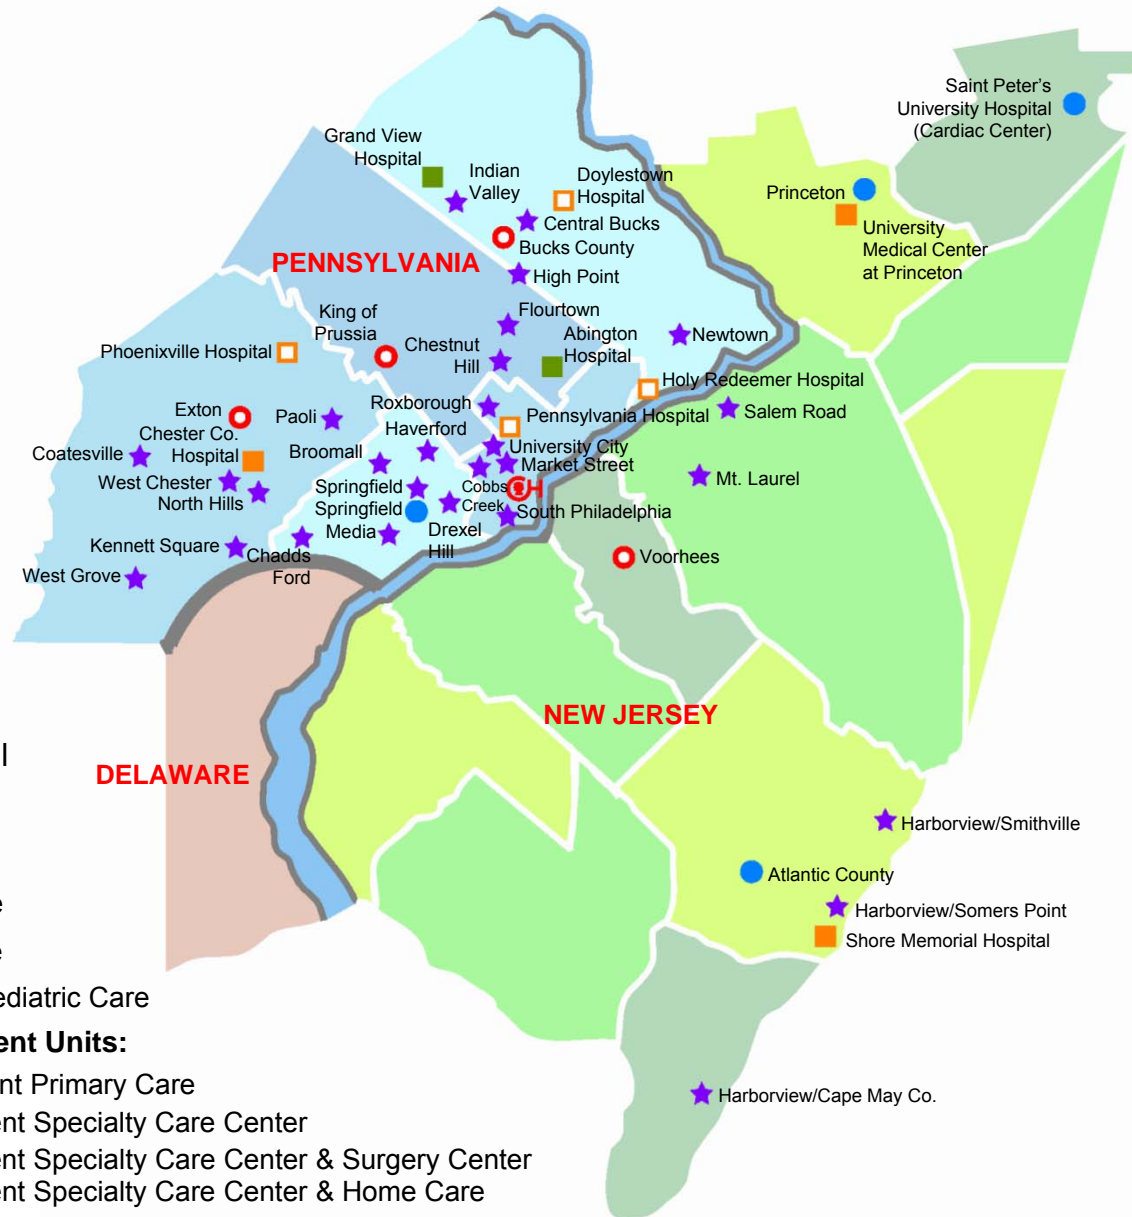 Saint Peter's
University Hospital
(Cardiac Center)
Grand View
Hospital
Indian
Valley
Doylestown
Hospital
Princeton
Central Bucks
University
Medical Center
at Princeton
Bucks County
PENNSYLVANIA
High Point
King of
Prussia
Flourtown
Phoenixville Hospital
Chestnut
Hill
Abington
Hospital
Newtown
Holy Redeemer Hospital
Roxborough
Exton
Paoli
Pennsylvania Hospital
Salem Road
Chester Co.
Hospital
Haverford
Coatesville
Broomall
University City
Market Street
West Chester
North Hills
Springfield
Springfield
Cobbs
Creek
Mt. Laurel
South Philadelphia
Media
Drexel
Hill
Kennett Square
Chadds
Ford
Voorhees
West Grove
NEW JERSEY
DELAWARE
Harborview/Smithville
Atlantic County
Harborview/Somers Point
Shore Memorial Hospital
Harborview/Cape May Co.
l
e
e
ediatric Care
ent Units:
nt Primary Care
ent Specialty Care Center
ent Specialty Care Center & Surgery Center
ent Specialty Care Center & Home Care